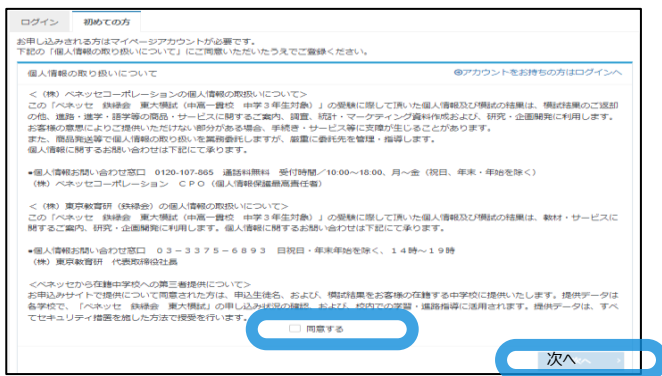 ログイン 初めての方
お申し込みされる方はマイページアカウントが必要です。
下記の「個人情報の取り扱いについて」にご同意いただいたうえでご登録ください。
個人情報の取り扱いについて
アカウントをお持ちの方はログインへ
＜（株）ベネッセコーポレーションの個人情報の取扱いについて＞
この「ベネッセ 鉄緑会 東大模試（中高一貫校 中学３年生対象）」の受験に際して頂いた個人情報及び模試の結果は、模試結果のご返却
の他、進路・進学・教育等の商品・サービスに関するご案内、調査、統計・マーケティング資料作成および、研究・企画開発に利用します。
お客様の意思によりご提供いただけない部分がある場合、手続き・サービス等に支障が生じることがあります。
また、商品発送等で個人情報の取り扱いを業務委託しますが、厳重に委託先を管理・指導します。
個人情報に関するお問い合わせは下記にて承ります。
●個人情報お問い合わせ窓口 0120-107-865 通話料無料 受付時間／10:00～18:00、月～金（祝日、年末・年始を除く）
（株）ベネッセコーポレーション ＣＰＯ（個人情報保護最高責任者）
＜（株）東京教育研（鉄緑会）の個人情報の取扱いについて＞
この「ベネッセ 鉄緑会 東大模試（中高一貫校 中学３年生対象）」の受験に際して頂いた個人情報及び模試の結果は、教材・サービスに
関するご案内、研究・企画開発に利用します。個人情報に関するお問い合わせは下記にて承ります。
●個人情報お問い合わせ窓口 ０３－３３７５－６８９３ 日祝日・年末年始を除く、１４時～１９時
（株）東京教育研 代表取締役社長
＜ベネッセから在籍中学校への第三者提供について＞
お申込みサイトで提供について同意された方は、申込生徒名、および、模試結果をお客様の在籍する中学校に提供いたします。提供データは
各学校で、「ベネッセ 鉄緑会 東大模試」の申し込み状況の確認、および、校内での学習・進路指導に活用されます。提供データは、すべ
てセキュリティ措置を施した方法で授受を行います。
同意する
次へ